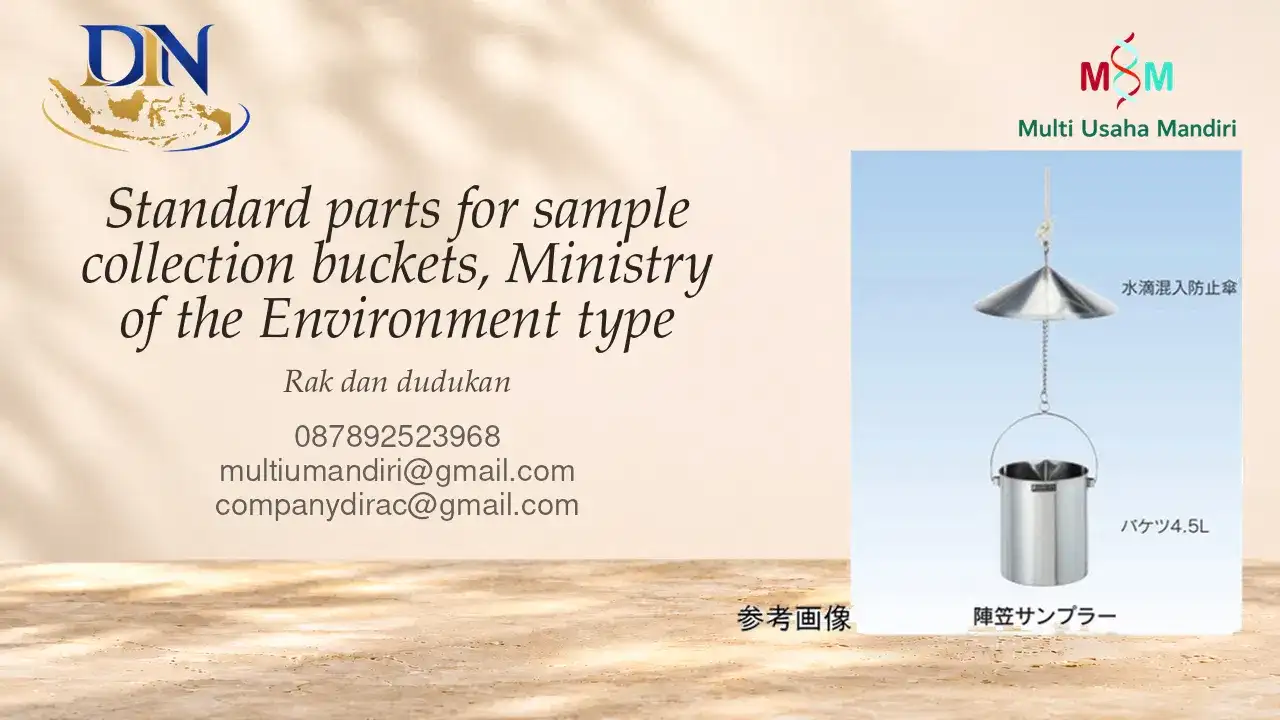 DIN
M M
Multi Usaha Mandiri
Standard parts for sample
collection buckets, Ministry
of the Environment type
Rak dan dudukan
087892523968
multiumandiri@gmail.com
companydirac@gmail.com
水滴混入防止傘
バケツ4.5L
参考画像
陣笠サンプラー